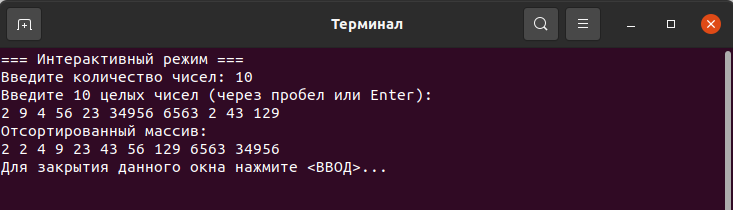 Терминал
=== Интерактивный режим ===
Введите количество чисел: 10
Введите 10 целых чисел (через пробел или Enter):
2 9 4 56 23 34956 6563 2 43 129
Отсортированный массив:
2 2 4 9 23 43 56 129 6563 34956
Для закрытия данного окна нажмите <ВВОД>...